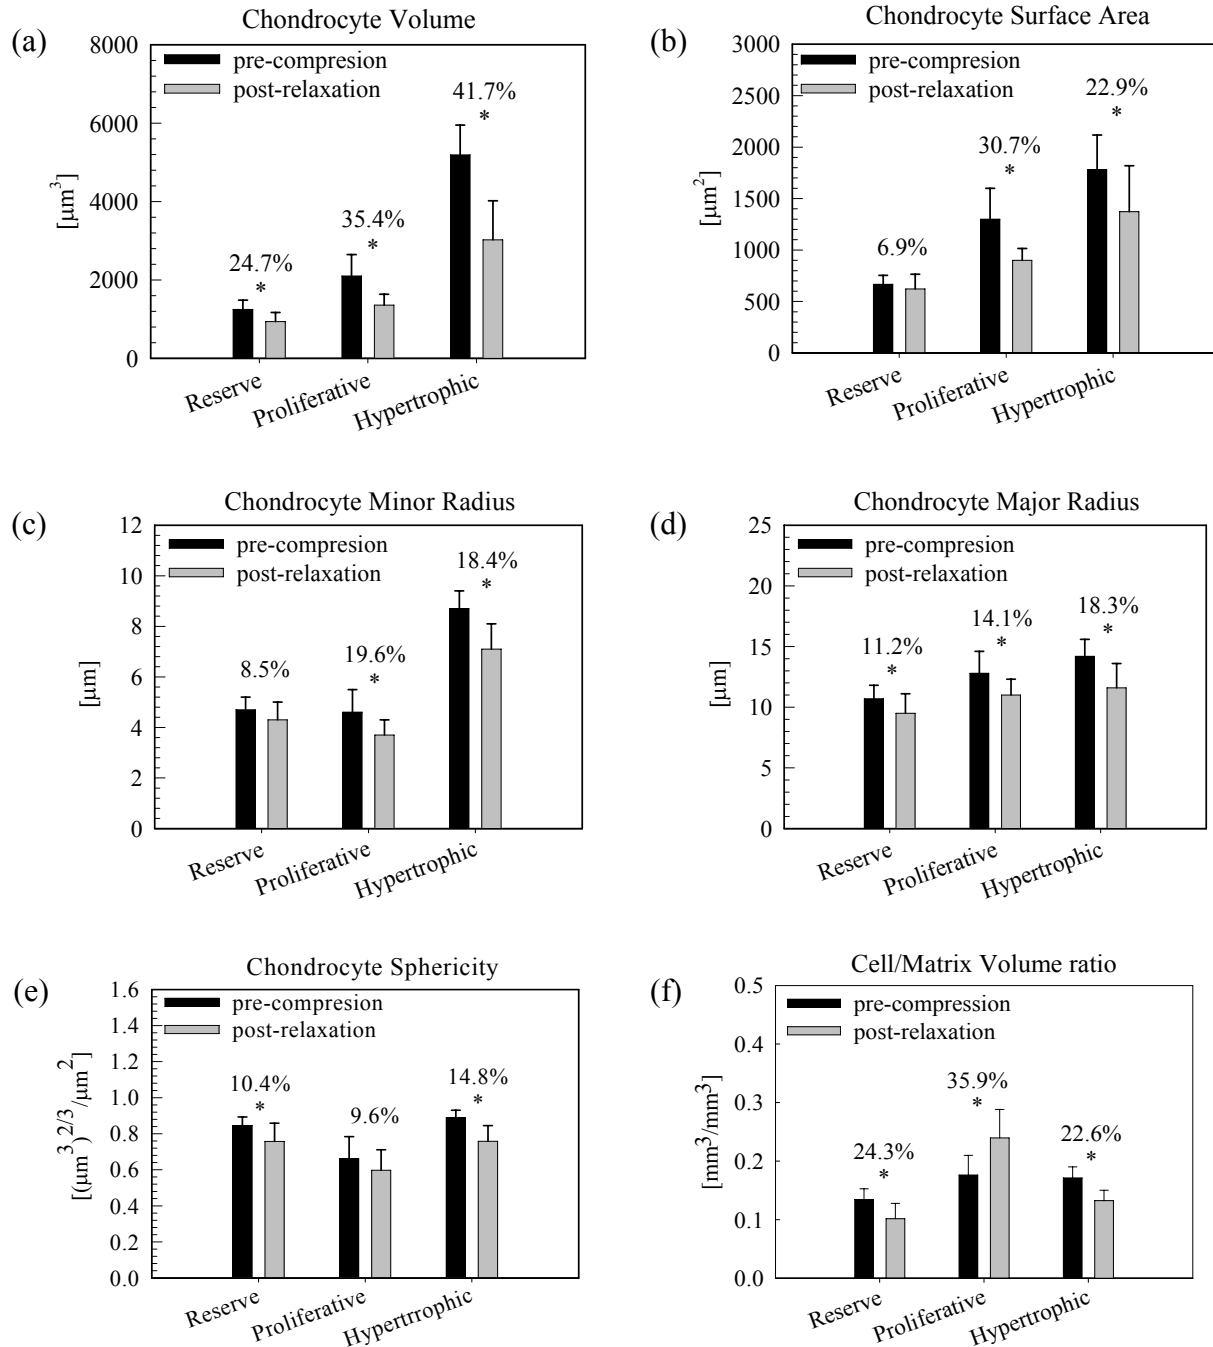 (a)
Chondrocyte Volume
8000
6000
4000
2000
0
[μm³]
pre-compresion
post-relaxation
24.7%
*
35.4%
*
41.7%
*
Reserve
Proliferative
Hypertrophic
(b)
Chondrocyte Surface Area
3000
2500
2000
1500
1000
500
0
[μm²]
pre-compresion
post-relaxation
6.9%
30.7%
*
22.9%
*
Reserve
Proliferative
Hypertrophic
(c)
Chondrocyte Minor Radius
12
10
8
6
4
2
0
[μm]
pre-compresion
post-relaxation
8.5%
19.6%
*
18.4%
*
Reserve
Proliferative
Hypertrophic
(d)
Chondrocyte Major Radius
25
20
15
10
5
0
[μm]
pre-compresion
post-relaxation
11.2%
*
14.1%
*
18.3%
*
Reserve
Proliferative
Hypertrophic
(e)
Chondrocyte Sphericity
1.6
1.4
1.2
1.0
0.8
0.6
0.4
0.2
0.0
[(μm³)^2/3/μm²]
pre-compresion
post-relaxation
10.4%
*
9.6%
14.8%
*
Reserve
Proliferative
Hypertrrophic
(f)
Cell/Matrix Volume ratio
0.5
0.4
0.3
0.2
0.1
0.0
[mm³/mm³]
pre-compression
post-relaxation
24.3%
*
35.9%
*
22.6%
*
Reserve
Proliferative
Hypertrophic